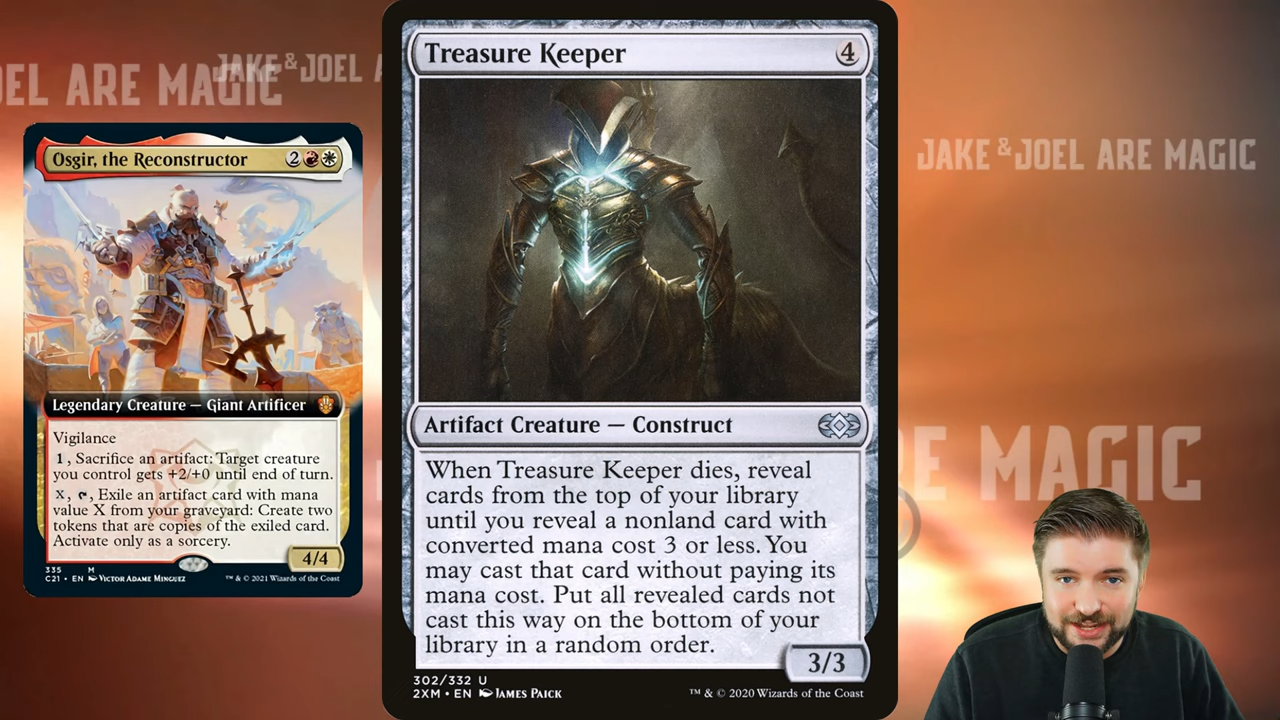 OEL ARE MAGIC
JAKE & JOEL A
JAKE & JOEL ARE MAGIC
RE MAGIC
Osgir, the Reconstructor 2
Legendary Creature — Giant Artificer
Vigilance
1, Sacrifice an artifact: Target creature
you control gets +2/+0 until end of turn.
X, , Exile an artifact card with mana
value X from your graveyard: Create two
tokens that are copies of the exiled card.
Activate only as a sorcery.
4/4
335 M
C21 • EN VICTOR ADAME MINGUEZ
™ & © 2021 Wizards of the Coast
Treasure Keeper 4
Artifact Creature — Construct
When Treasure Keeper dies, reveal
cards from the top of your library
until you reveal a nonland card with
converted mana cost 3 or less. You
may cast that card without paying its
mana cost. Put all revealed cards not
cast this way on the bottom of your
library in a random order.
3/3
302/332 U
2XM • EN JAMES PAICK
™ & © 2020 Wizards of the Coast